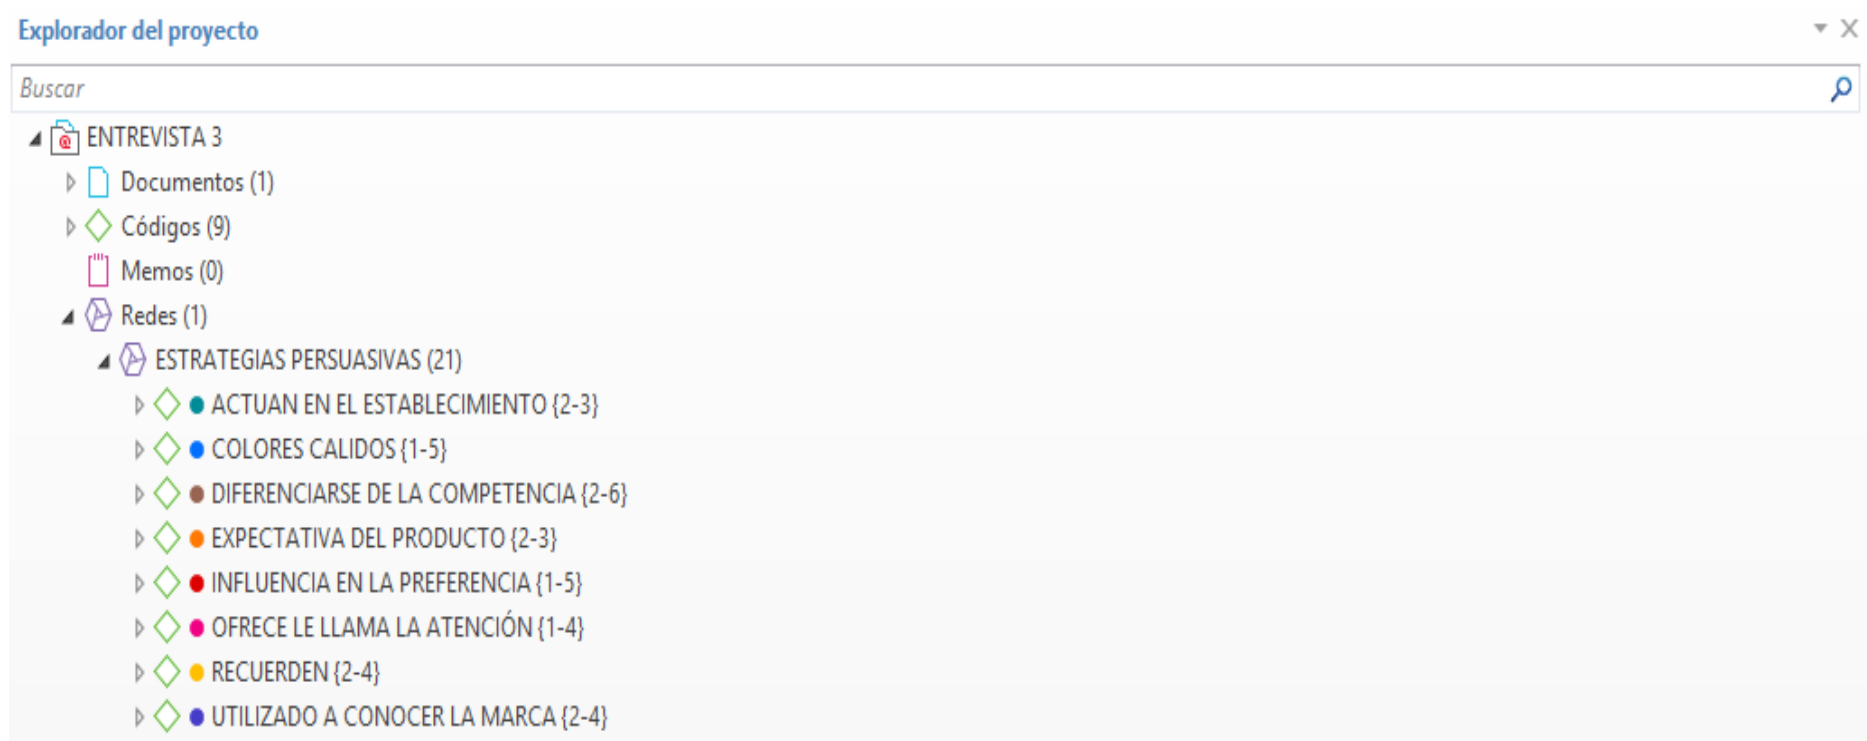 Explorador del proyecto
Buscar
ENTREVISTA 3
Documentos (1)
Códigos (9)
Memos (0)
Redes (1)
ESTRATEGIAS PERSUASIVAS (21)
ACTUAN EN EL ESTABLECIMIENTO {2-3}
COLORES CALIDOS {1-5}
DIFERENCIARSE DE LA COMPETENCIA {2-6}
EXPECTATIVA DEL PRODUCTO {2-3}
INFLUENCIA EN LA PREFERENCIA {1-5}
OFRECE LE LLAMA LA ATENCIÓN {1-4}
RECUERDEN {2-4}
UTILIZADO A CONOCER LA MARCA {2-4}